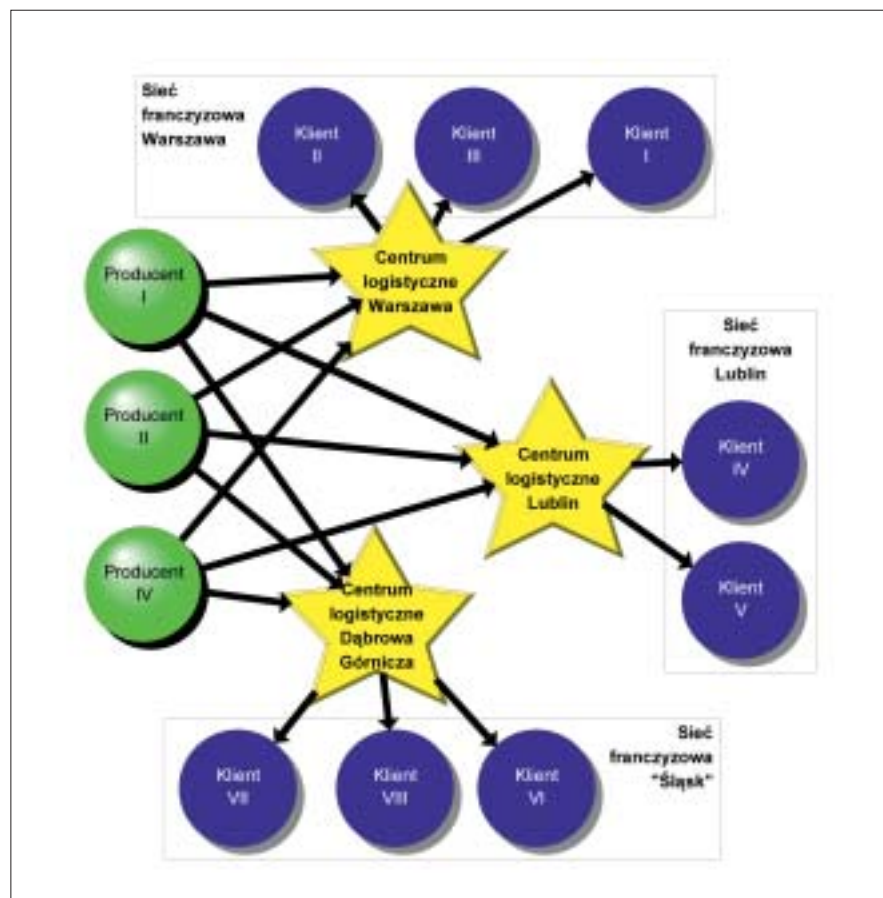 Sieć
franczyzowa
Warszawa
Klient
II
Klient
III
Klient
I
Centrum
logistyczne
Warszawa
Producent
I
Sieć
franczyzowa
Lublin
Producent
II
Centrum
logistyczne
Lublin
Klient
IV
Klient
V
Producent
IV
Centrum
logistyczne
Dąbrowa
Górnicza
Klient
VII
Klient
VIII
Klient
VI
Sieć
franczyzowa
"Śląsk"